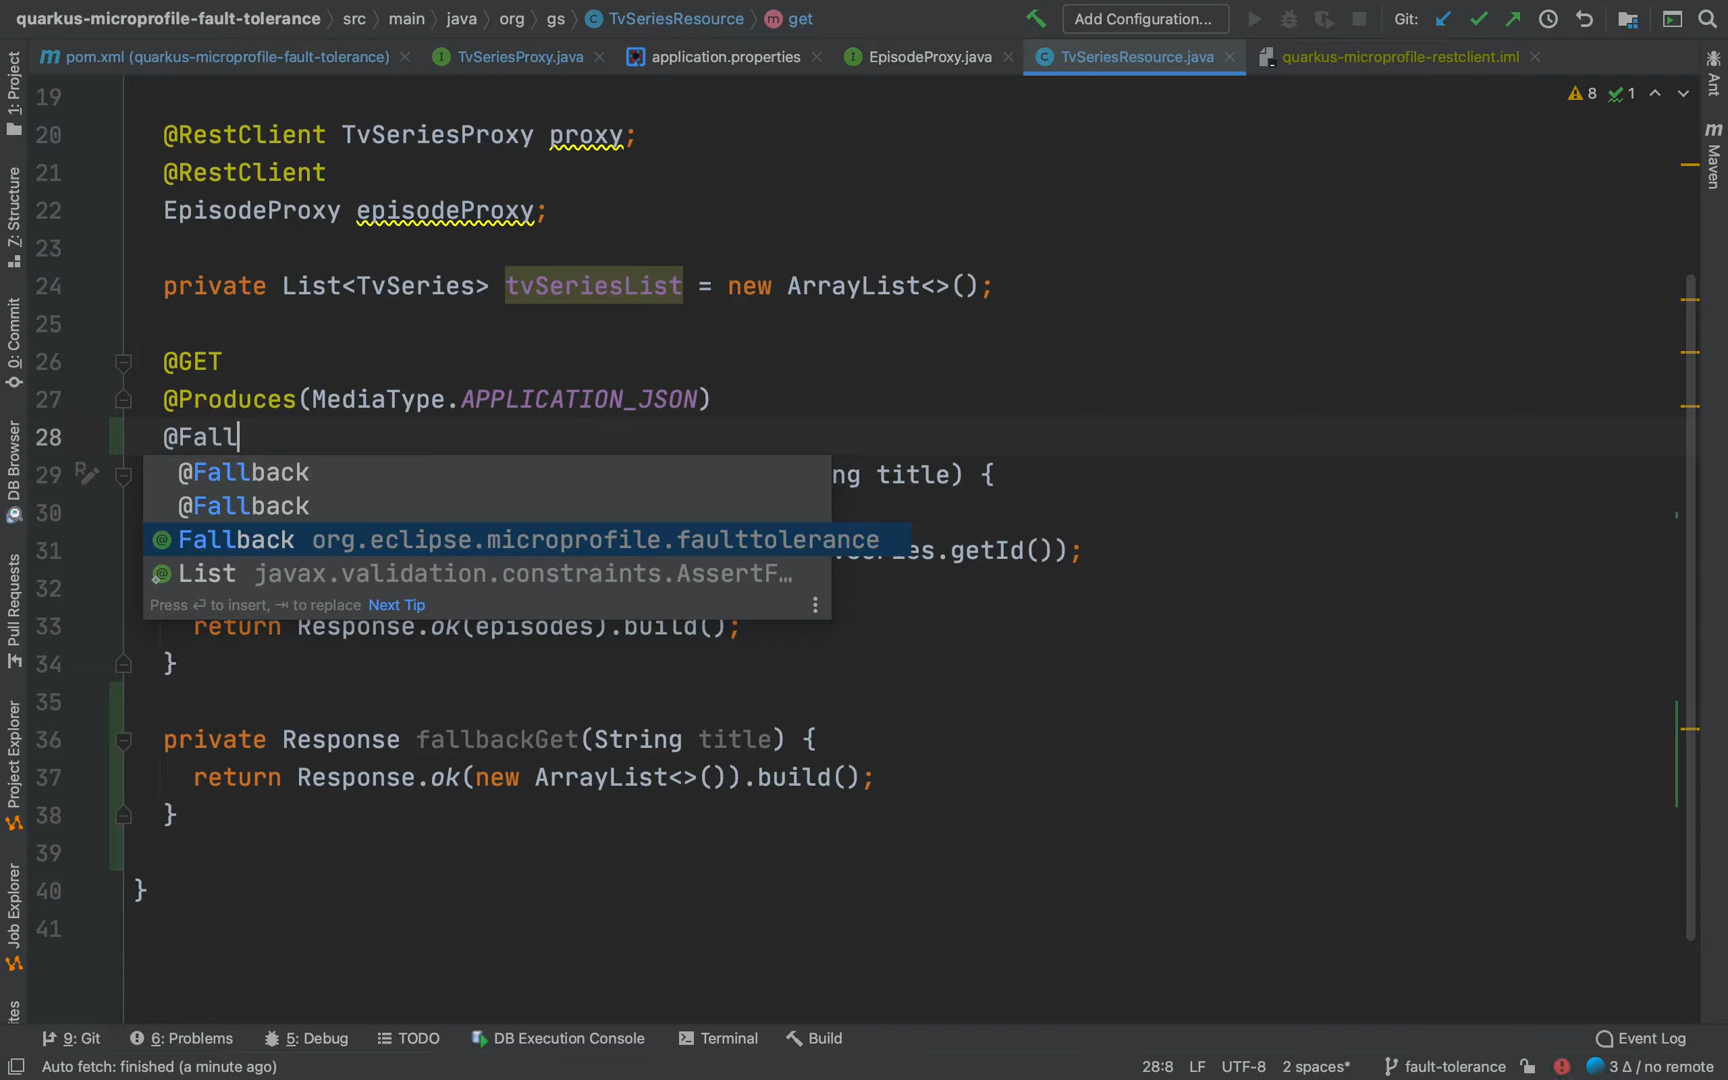 quarkus-microprofile-fault-tolerance 〉 src 〉 main 〉 java 〉 org 〉 gs 〉 C TvSeriesResource 〉 m get
Add Configuration...
Git:
m pom.xml (quarkus-microprofile-fault-tolerance) ×
I TvSeriesProxy.java ×
application.properties ×
I EpisodeProxy.java ×
C TvSeriesResource.java ×
quarkus-microprofile-restclient.iml ×
8 1
19
20 @RestClient TvSeriesProxy proxy;
21 @RestClient
22 EpisodeProxy episodeProxy;
23
24 private List<TvSeries> tvSeriesList = new ArrayList<>();
25
26 @GET
27 @Produces(MediaType.APPLICATION_JSON)
28 @Fall
@Fallback
29 ng title) {
@Fallback
30
@ Fallback org.eclipse.microprofile.faulttolerance
31 .series.getId());
@ List javax.validation.constraints.AssertF…
32
Press ↵ to insert, ⇥ to replace Next Tip
33 return Response.ok(episodes).build();
34 }
35
36 private Response fallbackGet(String title) {
37 return Response.ok(new ArrayList<>()).build();
38 }
39
40 }
41
1: Project
7: Structure
0: Commit
DB Browser
Pull Requests
Project Explorer
Job Explorer
ites
Ant
m Maven
9: Git
6: Problems
5: Debug
TODO
DB Execution Console
Terminal
Build
Event Log
Auto fetch: finished (a minute ago)
28:8 LF UTF-8 2 spaces* fault-tolerance 3 Δ / no remote